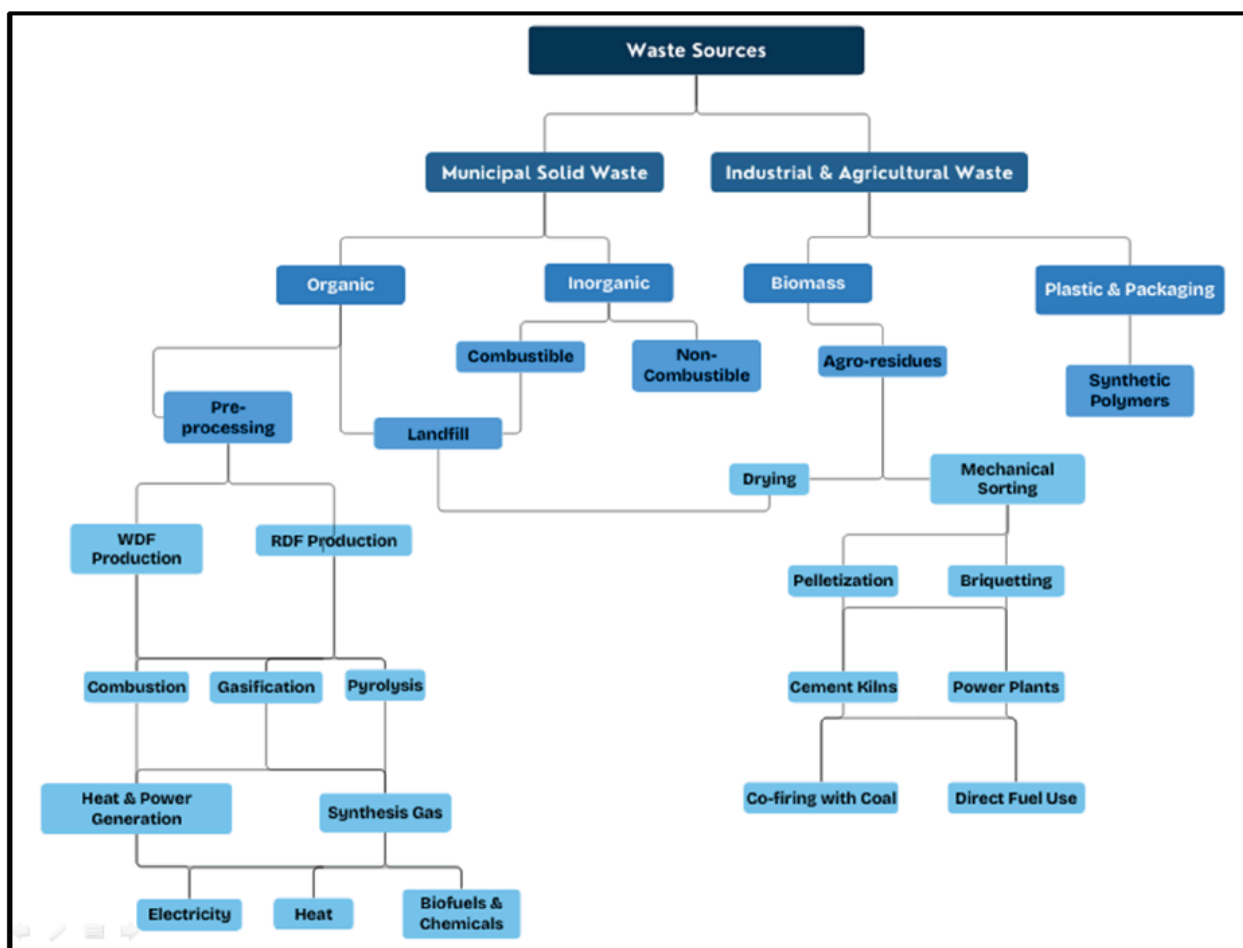 Waste Sources
Municipal Solid Waste
Industrial & Agricultural Waste
Organic
Inorganic
Biomass
Plastic & Packaging
Combustible
Non-
Combustible
Agro-residues
Synthetic
Polymers
Pre-
processing
Landfill
Drying
Mechanical
Sorting
WDF
Production
RDF Production
Pelletization
Briquetting
Combustion
Gasification
Pyrolysis
Cement Kilns
Power Plants
Heat & Power
Generation
Synthesis Gas
Co-firing with Coal
Direct Fuel Use
Electricity
Heat
Biofuels &
Chemicals